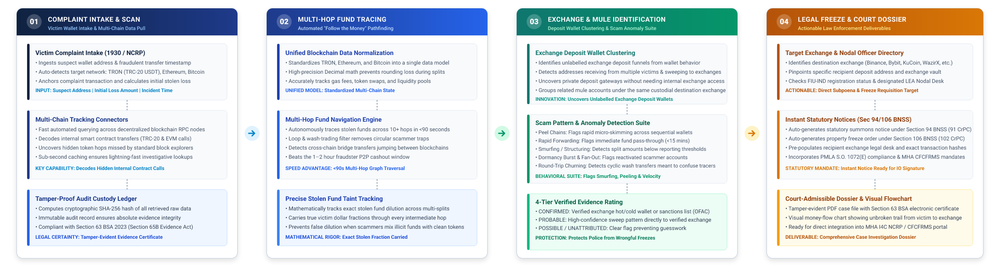 01
COMPLAINT INTAKE & SCAN
Victim Wallet Intake & Multi-Chain Data Pull
Victim Complaint Intake (1930 / NCRP)
• Ingests suspect wallet address & fraudulent transfer timestamp
• Auto-detects target network: TRON (TRC-20 USDT), Ethereum, Bitcoin
• Anchors complaint transaction and calculates initial stolen loss
INPUT: Suspect Address | Initial Loss Amount | Incident Time
Multi-Chain Tracking Connectors
• Fast automated querying across decentralized blockchain RPC nodes
• Decodes internal smart contract transfers (TRC-20 & EVM calls)
• Uncovers hidden token hops missed by standard block explorers
• Sub-second caching ensures lightning-fast investigative lookups
KEY CAPABILITY: Decodes Hidden Internal Contract Calls
Tamper-Proof Audit Custody Ledger
• Computes cryptographic SHA-256 hash of all retrieved raw data
• Immutable audit record ensures absolute evidence integrity
• Compliant with Section 63 BSA 2023 (Section 65B Evidence Act)
LEGAL CERTAINTY: Tamper-Evident Evidence Certificate
02
MULTI-HOP FUND TRACING
Automated "Follow the Money" Pathfinding
Unified Blockchain Data Normalization
• Standardizes TRON, Ethereum, and Bitcoin into a single data model
• High-precision Decimal math prevents rounding loss during splits
• Accurately tracks gas fees, token swaps, and liquidity pools
UNIFIED MODEL: Standardized Multi-Chain State
Multi-Hop Fund Navigation Engine
• Autonomously traces stolen funds across 10+ hops in <90 seconds
• Loop & wash-trading filter removes circular scammer traps
• Detects cross-chain bridge transfers jumping between blockchains
• Beats the 1–2 hour fraudster P2P cashout window
SPEED ADVANTAGE: <90s Multi-Hop Graph Traversal
Precise Stolen Fund Taint Tracking
• Mathematically tracks exact stolen fund dilution across multi-splits
• Carries true victim dollar fractions through every intermediate hop
• Prevents false dilution when scammers mix illicit funds with clean tokens
MATHEMATICAL RIGOR: Exact Stolen Fraction Carried
03
EXCHANGE & MULE IDENTIFICATION
Deposit Wallet Clustering & Scam Anomaly Suite
Exchange Deposit Wallet Clustering
• Identifies unlabelled exchange deposit funnels from wallet behavior
• Detects addresses receiving from multiple victims & sweeping to exchanges
• Uncovers private deposit gateways without needing internal exchange access
• Groups related mule accounts under the same custodial destination exchange
INNOVATION: Uncovers Unlabelled Exchange Deposit Wallets
Scam Pattern & Anomaly Detection Suite
• Peel Chains: Flags rapid micro-skimming across sequential wallets
• Rapid Forwarding: Flags immediate fund pass-through (<15 mins)
• Smurfing / Structuring: Detects split amounts below reporting thresholds
• Dormancy Burst & Fan-Out: Flags reactivated scammer accounts
• Round-Trip Churning: Detects cyclic wash transfers meant to confuse tracers
BEHAVIORAL SUITE: Flags Smurfing, Peeling & Velocity
4-Tier Verified Evidence Rating
• CONFIRMED: Verified exchange hot/cold wallet or sanctions list (OFAC)
• PROBABLE: High-confidence sweep pattern directly to verified exchange
• POSSIBLE / UNATTRIBUTED: Clear flag preventing guesswork
PROTECTION: Protects Police from Wrongful Freezes
04
LEGAL FREEZE & COURT DOSSIER
Actionable Law Enforcement Deliverables
Target Exchange & Nodal Officer Directory
• Identifies destination exchange (Binance, Bybit, KuCoin, WazirX, etc.)
• Pinpoints specific recipient deposit address and exchange vault
• Checks FIU-IND registration status & designated LEA Nodal Desk
ACTIONABLE: Direct Subpoena & Freeze Requisition Target
Instant Statutory Notices (Sec 94/106 BNSS)
• Auto-generates statutory summons notice under Section 94 BNSS (91 CrPC)
• Auto-generates property freeze order under Section 106 BNSS (102 CrPC)
• Pre-populates recipient exchange legal desk and exact transaction hashes
• Incorporates PMLA S.O. 1072(E) compliance & MHA CFCFRMS mandates
STATUTORY MANDATE: Instant Notice Ready for IO Signature
Court-Admissible Dossier & Visual Flowchart
• Tamper-evident PDF case file with Section 63 BSA electronic certificate
• Visual money-flow chart showing unbroken trail from victim to exchange
• Ready for direct integration into MHA I4C NCRP / CFCFRMS portal
DELIVERABLE: Comprehensive Case Investigation Dossier